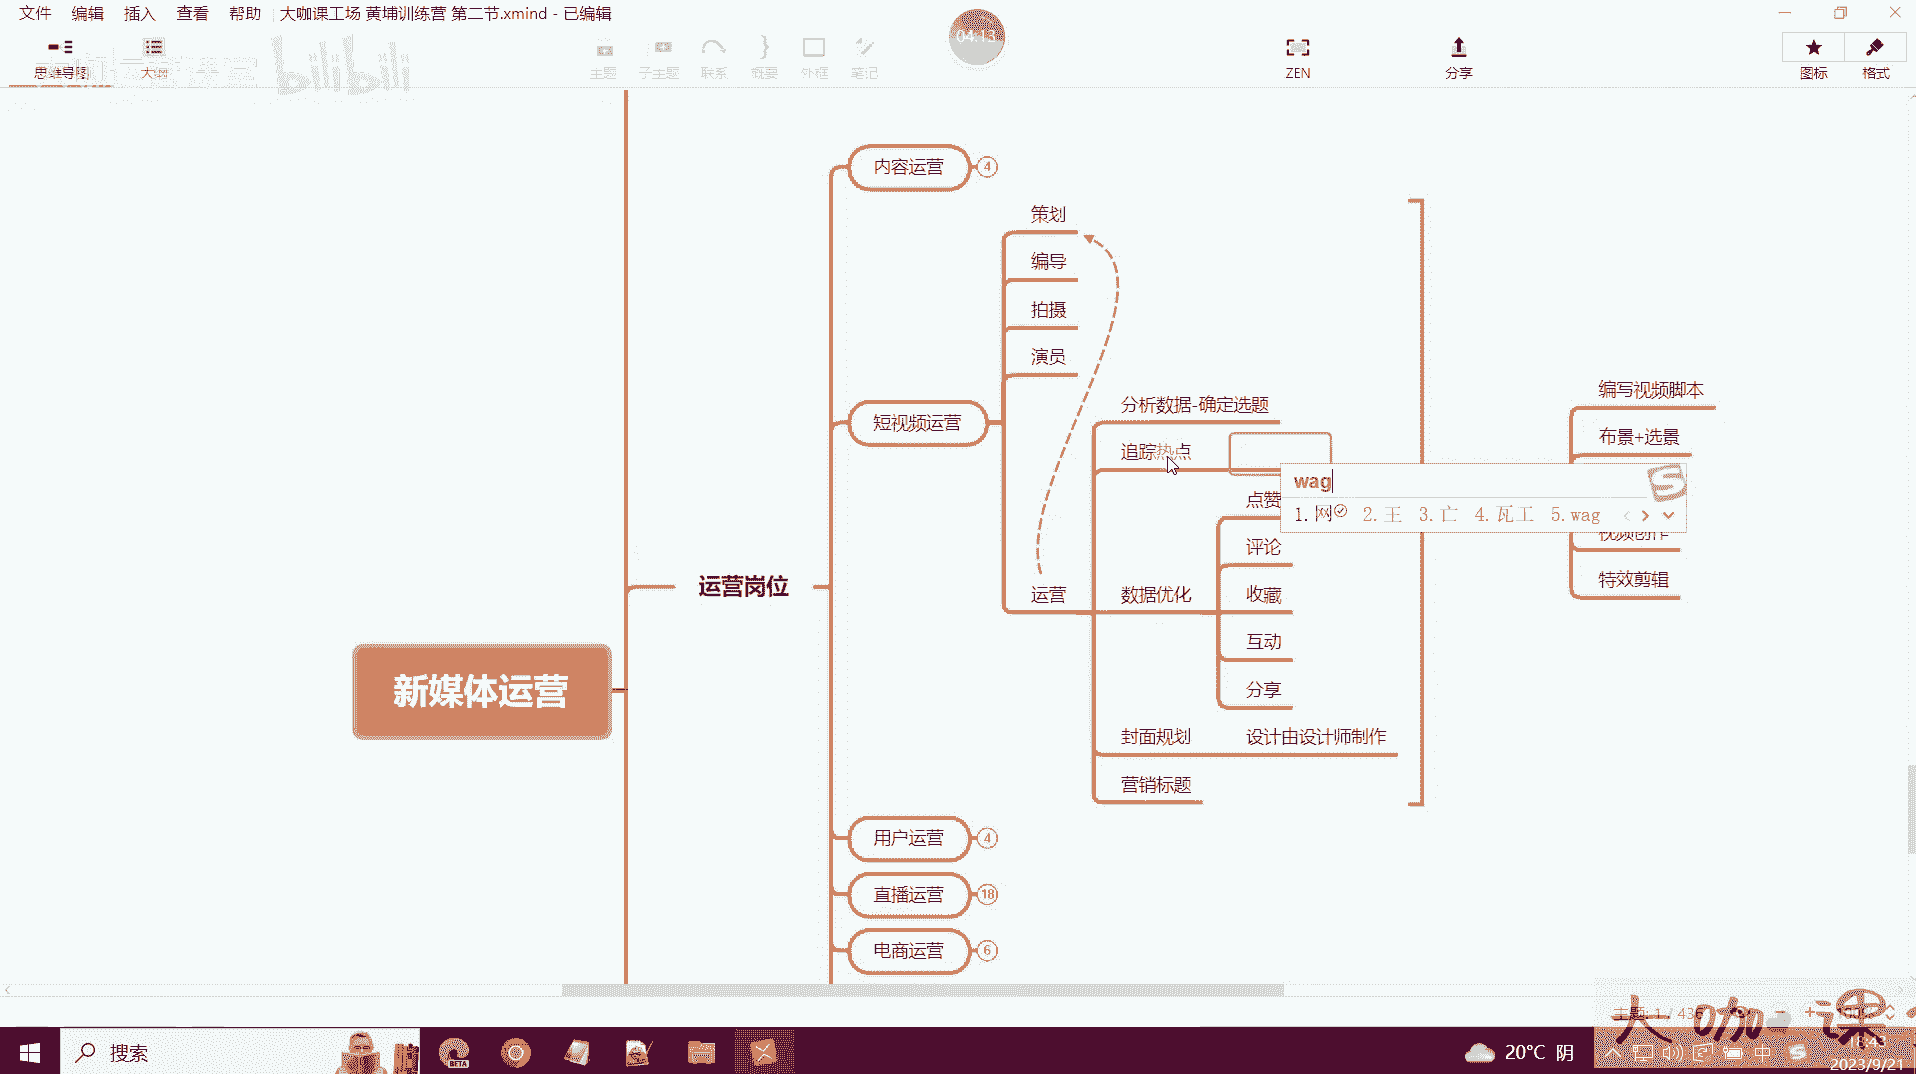 文件 编辑 插入 查看 帮助 大咖课工场 黄埔训练营 第二节.xmind - 已编辑
思维导图 大纲 主题 子主题 联系 概要 外框 笔记 ZEN 分享 图标 格式
bilibili
04:13
内容运营 4
策划
编导
拍摄
演员
短视频运营
分析数据-确定选题
追踪热点
wag
1.网 2.王 3.亡 4.瓦工 5.wag
点赞
评论
收藏
互动
分享
运营岗位
运营
数据优化
封面规划 设计由设计师制作
营销标题
编写视频脚本
布景+选景
视频创作
特效剪辑
新媒体运营
用户运营 4
直播运营 18
电商运营 6
主题: 1 / 436
大咖课
搜索
BETA
20°C 阴
中
18:43
2023/9/21